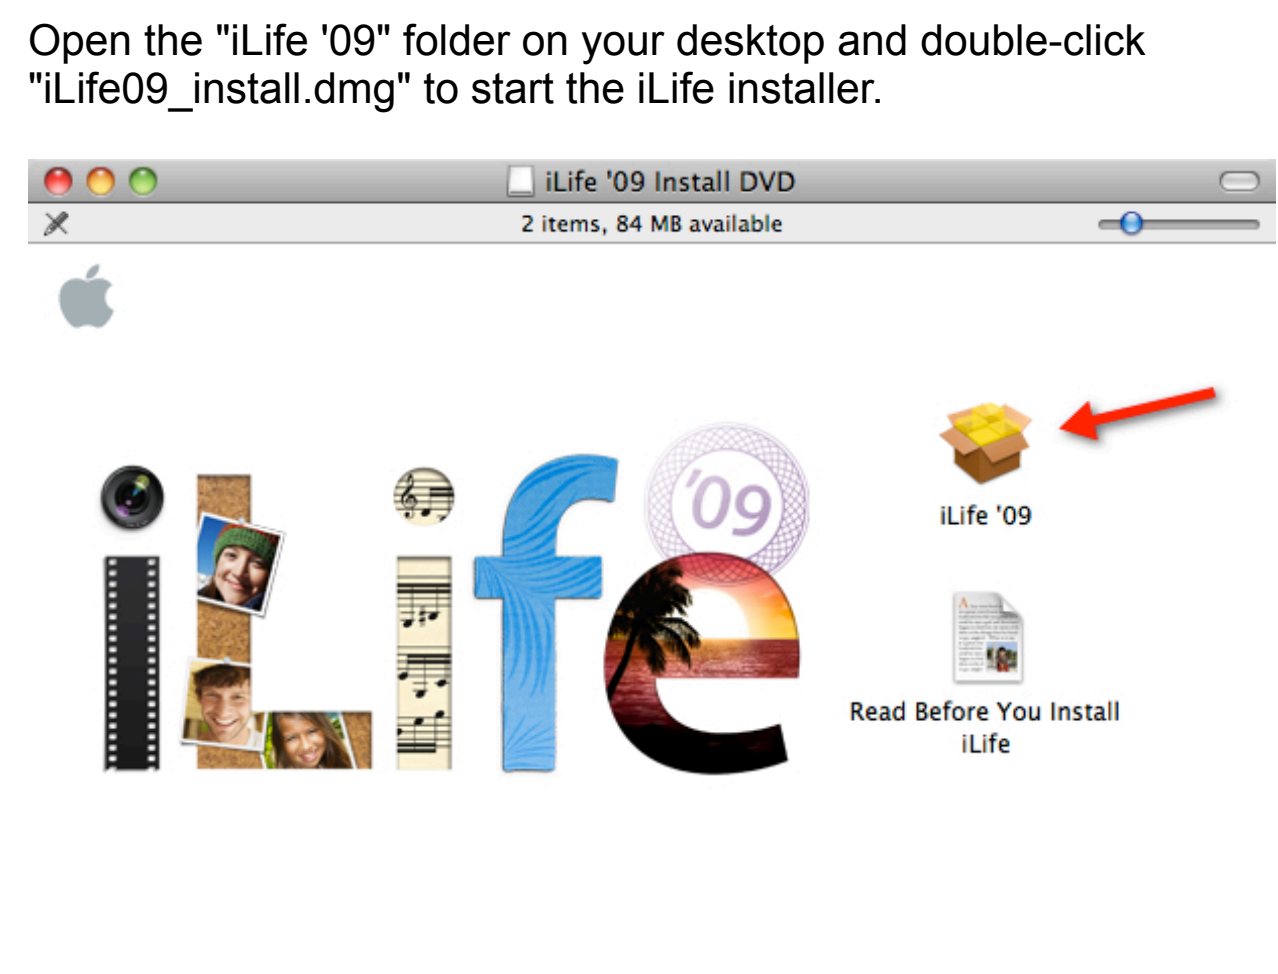 Open the "iLife '09" folder on your desktop and double-click
"iLife09_install.dmg" to start the iLife installer.
iLife '09 Install DVD
2 items, 84 MB available
iLife
'09
iLife '09
Read Before You Install
iLife